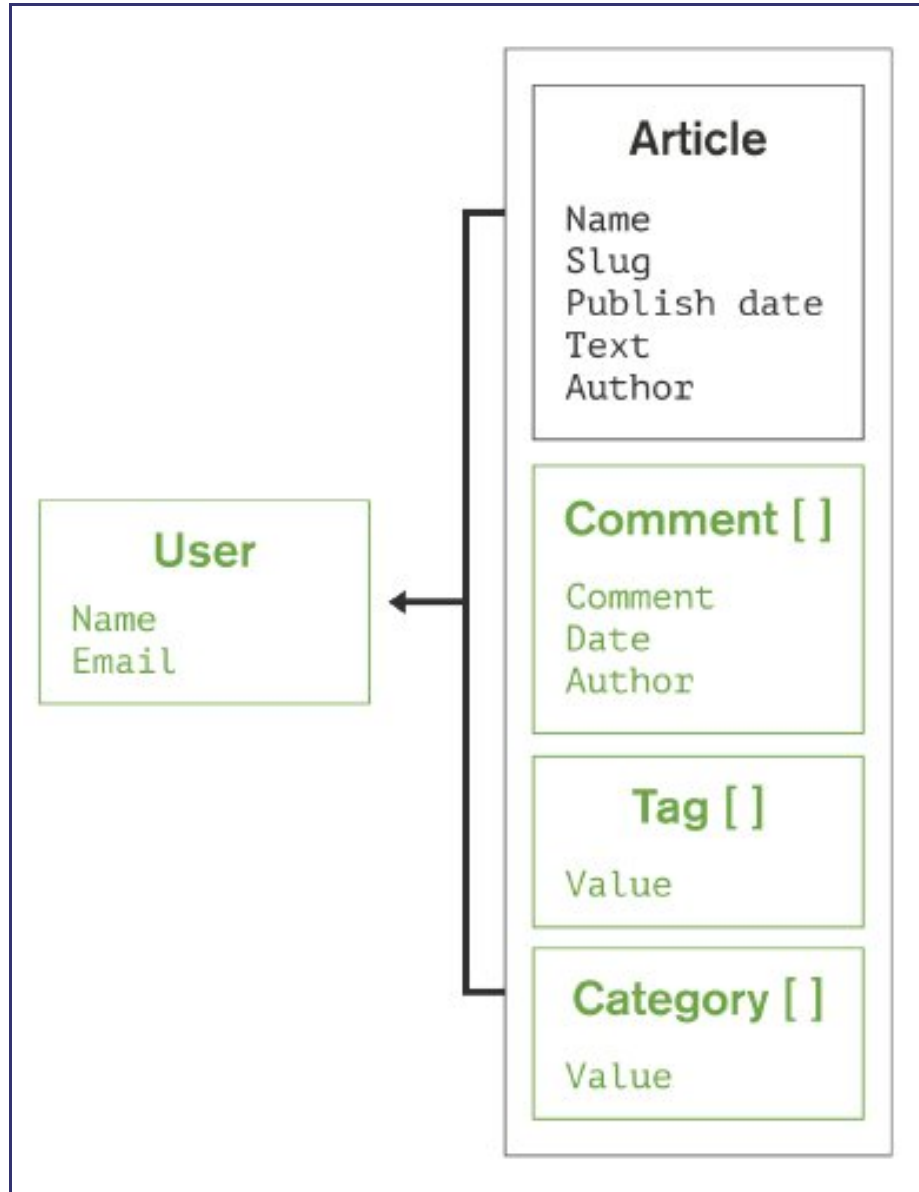 Article
Name
Slug
Publish date
Text
Author
User
Name
Email
Comment [ ]
Comment
Date
Author
Tag [ ]
Value
Category [ ]
Value